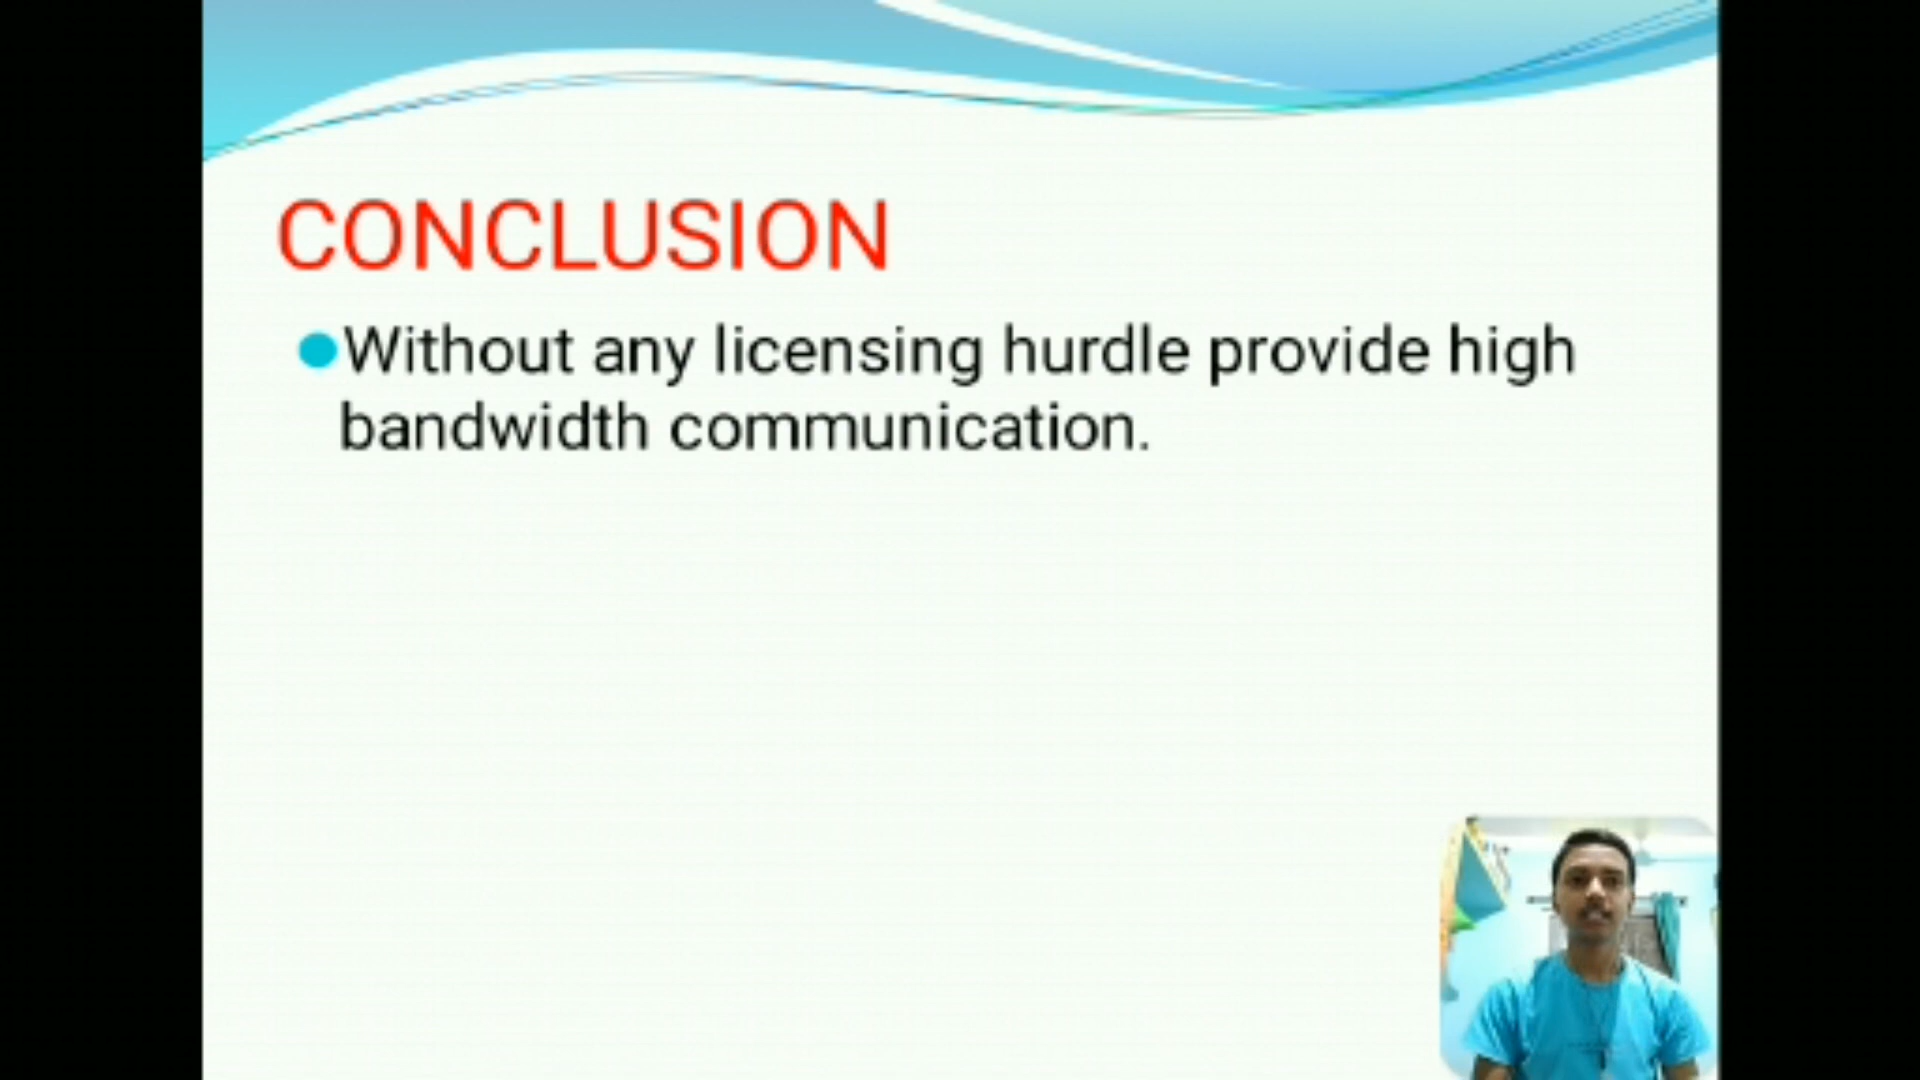 CONCLUSION
Without any licensing hurdle provide high
bandwidth communication.